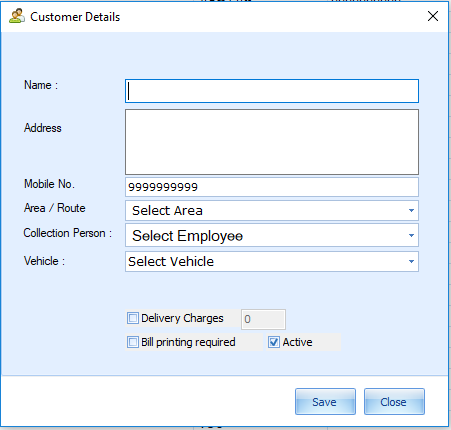 Customer Details
Name :
Address
Mobile No. 9999999999
Area / Route Select Area
Collection Person : Select Employee
Vehicle : Select Vehicle
Delivery Charges 0
Bill printing required Active
Save Close